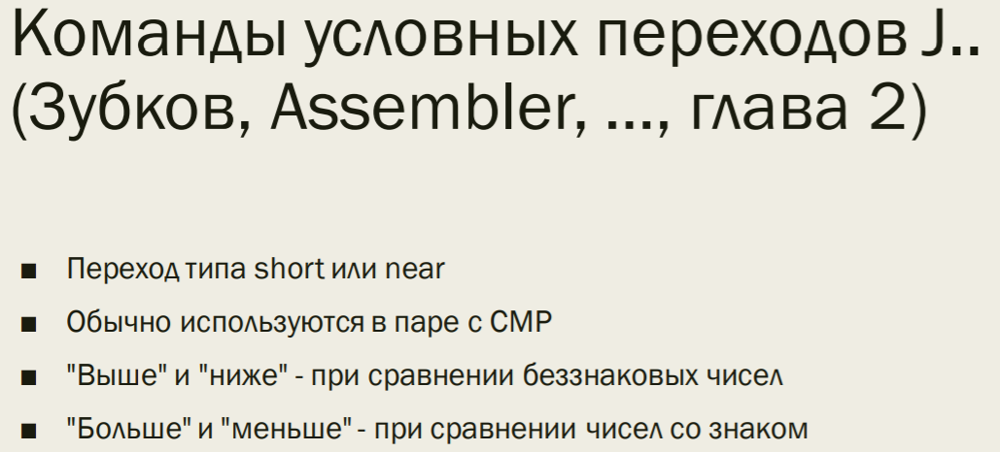 Команды условных переходов J..
(Зубков, Assembler, ..., глава 2)
■ Переход типа short или near
■ Обычно используются в паре с CMP
■ "Выше" и "ниже" - при сравнении беззнаковых чисел
■ "Больше" и "меньше" - при сравнении чисел со знаком